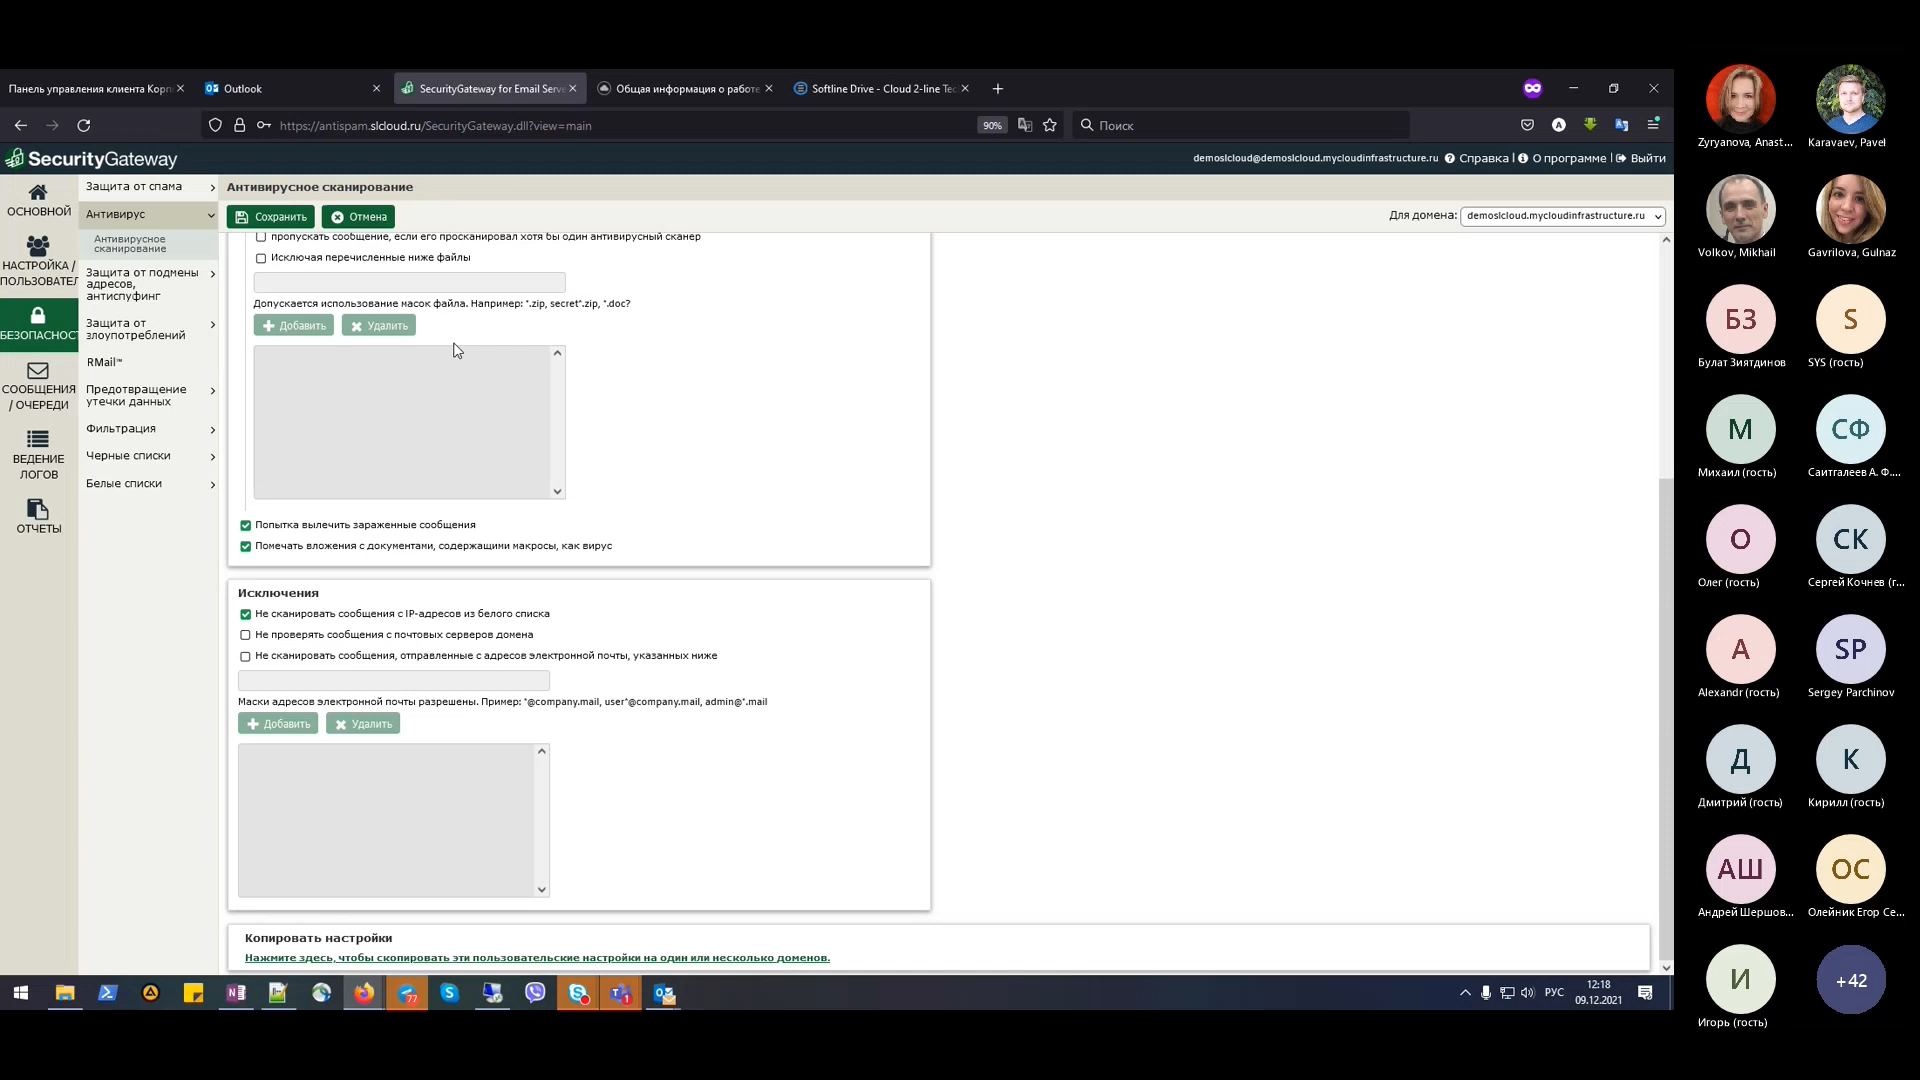 Панель управления клиента Корп
Outlook
SecurityGateway for Email Serve
Общая информация о работе
Softline Drive - Cloud 2-line Tec
https://antispam.slcloud.ru/SecurityGateway.dll?view=main
90%
Поиск
SecurityGateway
demoslcloud@demoslcloud.mycloudinfrastructure.ru
Справка |
О программе |
Выйти
ОСНОВНОЙ
НАСТРОЙКА /
ПОЛЬЗОВАТЕЛ
БЕЗОПАСНОСТ
СООБЩЕНИЯ
/ ОЧЕРЕДИ
ВЕДЕНИЕ
ЛОГОВ
ОТЧЕТЫ
Защита от спама
Антивирус
Антивирусное
сканирование
Защита от подмены
адресов,
антиспуфинг
Защита от
злоупотреблений
RMail™
Предотвращение
утечки данных
Фильтрация
Черные списки
Белые списки
Антивирусное сканирование
Сохранить
Отмена
Для домена:
demoslcloud.mycloudinfrastructure.ru
пропускать сообщение, если его просканировал хотя бы один антивирусный сканер
Исключая перечисленные ниже файлы
Допускается использование масок файла. Например: *.zip, secret*.zip, *.doc?
Добавить
Удалить
Попытка вылечить зараженные сообщения
Помечать вложения с документами, содержащими макросы, как вирус
Исключения
Не сканировать сообщения с IP-адресов из белого списка
Не проверять сообщения с почтовых серверов домена
Не сканировать сообщения, отправленные с адресов электронной почты, указанных ниже
Маски адресов электронной почты разрешены. Пример: *@company.mail, user*@company.mail, admin@*.mail
Добавить
Удалить
Копировать настройки
Нажмите здесь, чтобы скопировать эти пользовательские настройки на один или несколько доменов.
77
1
РУС
12:18
09.12.2021
Zyryanova, Anast...
Karavaev, Pavel
Volkov, Mikhail
Gavrilova, Gulnaz
БЗ
Булат Зиятдинов
S
SYS (гость)
М
Михаил (гость)
СФ
Саитгалеев А. Ф....
О
Олег (гость)
СК
Сергей Кочнев (г...
A
Alexandr (гость)
SP
Sergey Parchinov
Д
Дмитрий (гость)
К
Кирилл (гость)
АШ
Андрей Шершов...
ОС
Олейник Егор Се...
И
Игорь (гость)
+42